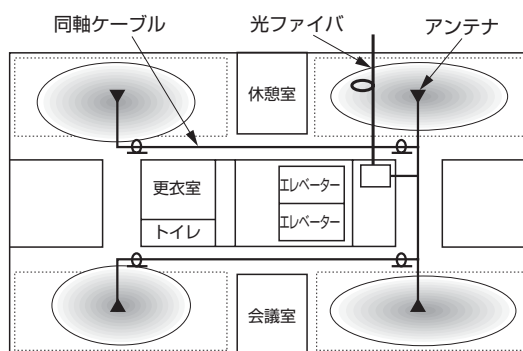 同軸ケーブル
光ファイバ
アンテナ
休憩室
更衣室
エレベーター
エレベーター
トイレ
会議室